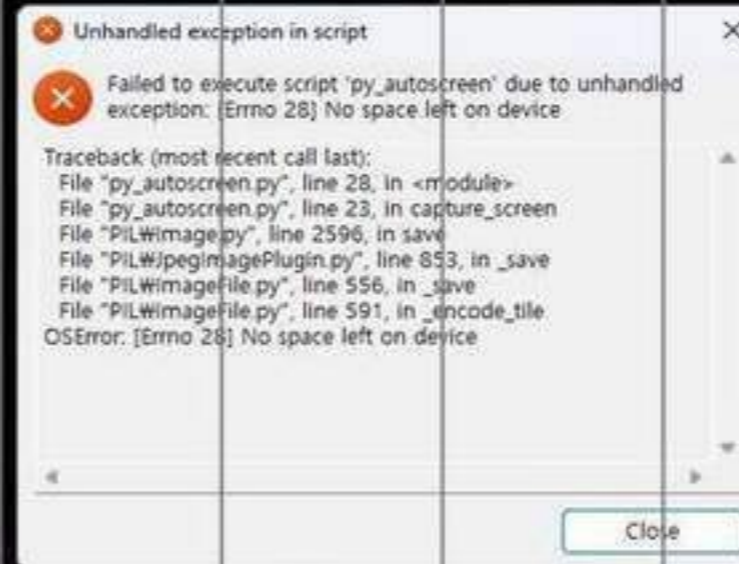 Unhandled exception in script
Failed to execute script 'py_autoscreen' due to unhandled
exception: [Errno 28] No space left on device
Traceback (most recent call last):
File "py_autoscreen.py", line 28, in <module>
File "py_autoscreen.py", line 23, in capture_screen
File "PIL₩Image.py", line 2596, in save
File "PIL₩JpegImagePlugin.py", line 853, in _save
File "PIL₩ImageFile.py", line 556, in _save
File "PIL₩ImageFile.py", line 591, in _encode_tile
OSError: [Errno 28] No space left on device
Close